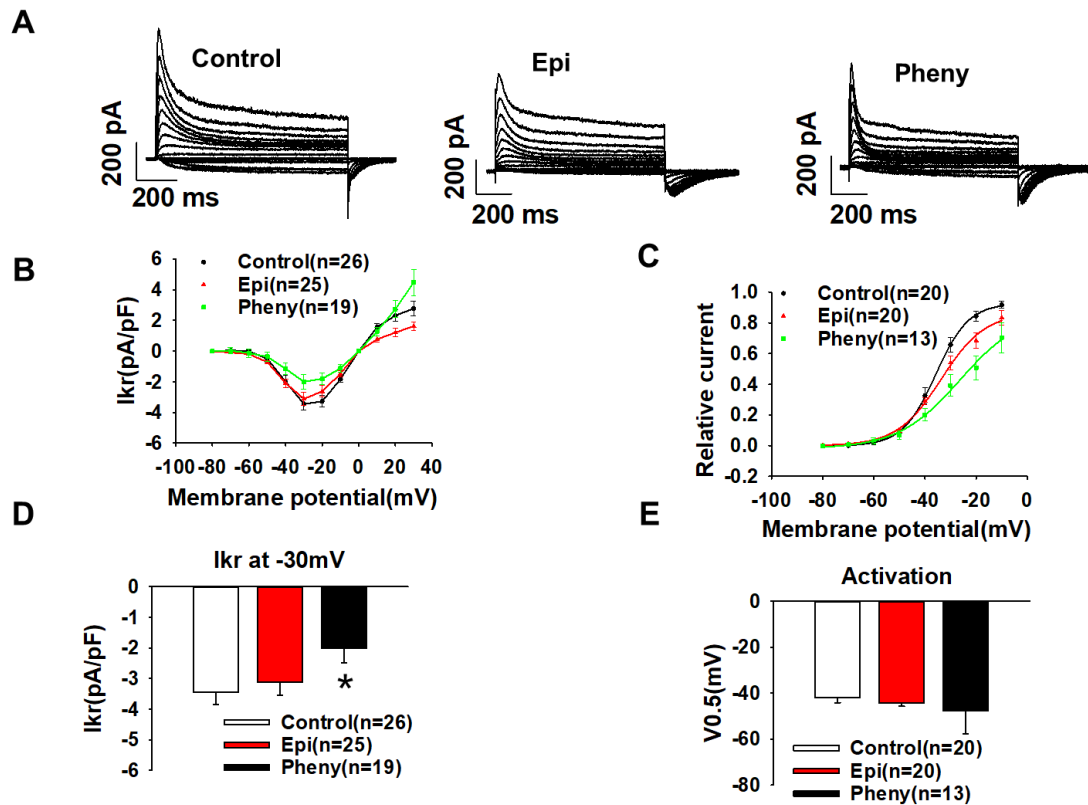 A
Control
Epi
Pheny
200 pA
200 ms
200 pA
200 ms
200 pA
200 ms
B
Control(n=26)
Epi(n=25)
Pheny(n=19)
Ikr(pA/pF)
6
4
2
0
-2
-4
-6
-100 -80 -60 -40 -20 0 20 40
Membrane potential(mV)
C
Control(n=20)
Epi(n=20)
Pheny(n=13)
Relative current
1.0
0.8
0.6
0.4
0.2
0.0
-0.2
-100 -80 -60 -40 -20 0
Membrane potential(mV)
D
Ikr at -30mV
Ikr(pA/pF)
0
-1
-2
-3
-4
-5
-6
*
Control(n=26)
Epi(n=25)
Pheny(n=19)
E
Activation
V0.5(mV)
0
-20
-40
-60
-80
Control(n=20)
Epi(n=20)
Pheny(n=13)